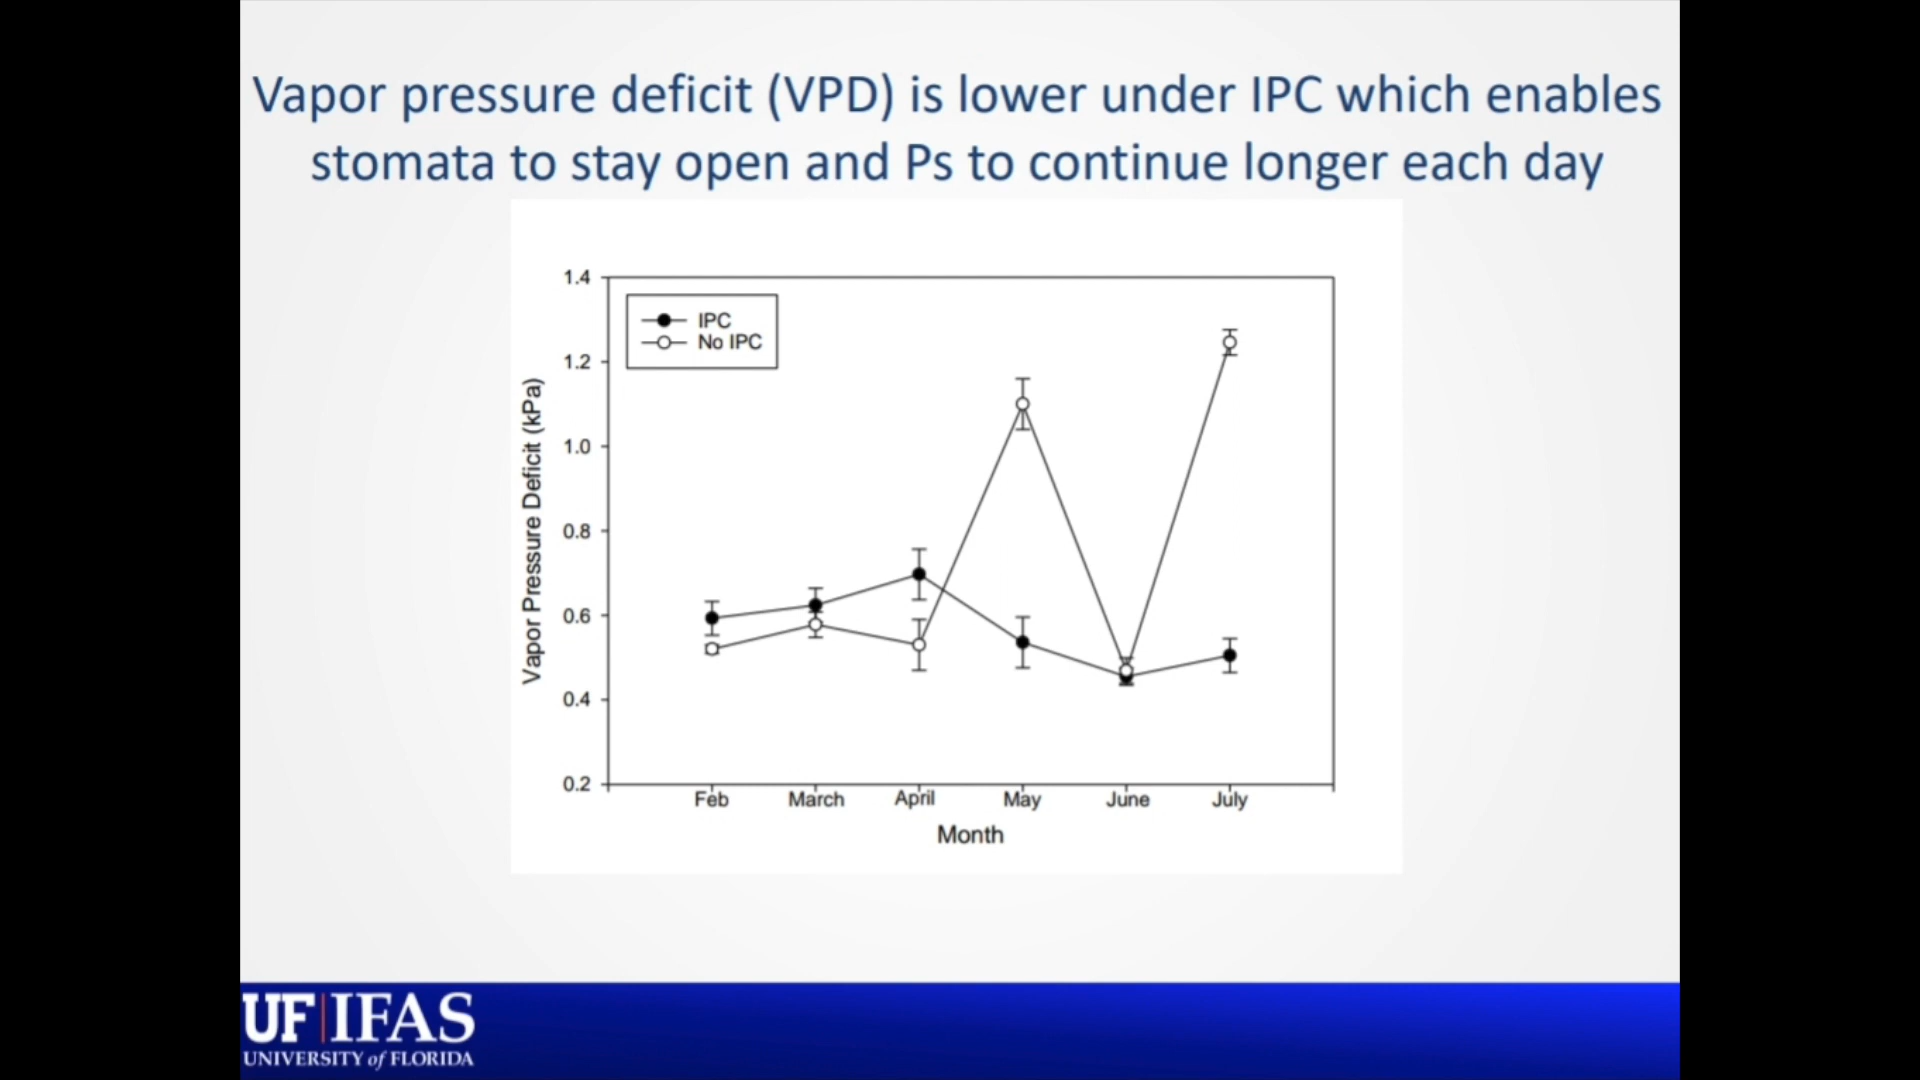 Vapor pressure deficit (VPD) is lower under IPC which enables
stomata to stay open and Ps to continue longer each day
1.4
1.2
1.0
0.8
0.6
0.4
0.2
Vapor Pressure Deficit (kPa)
IPC
No IPC
Feb March April May June July
Month
UF|IFAS
UNIVERSITY of FLORIDA